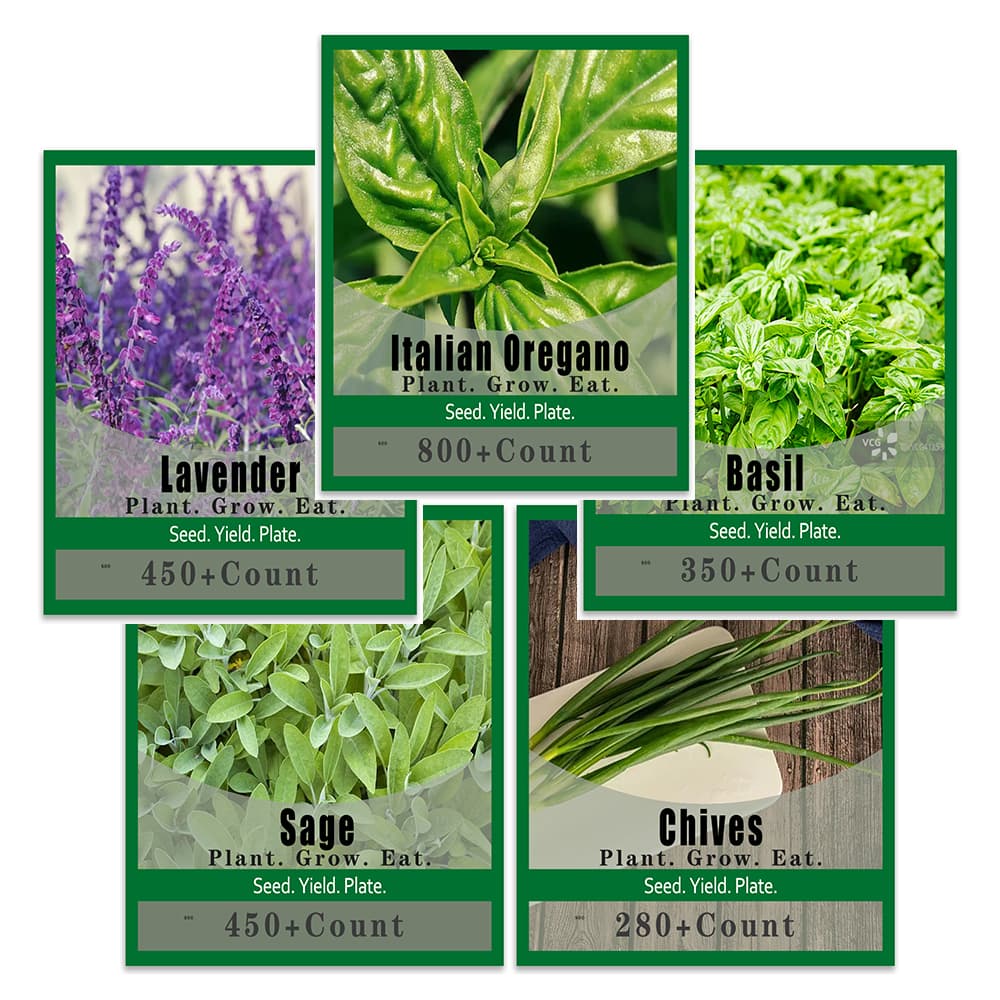 Italian Oregano
Plant. Grow. Eat.
Seed. Yield. Plate.
800+Count
Lavender
Plant. Grow. Eat.
Seed. Yield. Plate.
450+Count
VCG
Basil
Plant. Grow. Eat.
Seed. Yield. Plate.
350+Count
Sage
Plant. Grow. Eat.
Seed. Yield. Plate.
450+Count
Chives
Plant. Grow. Eat.
Seed. Yield. Plate.
280+Count